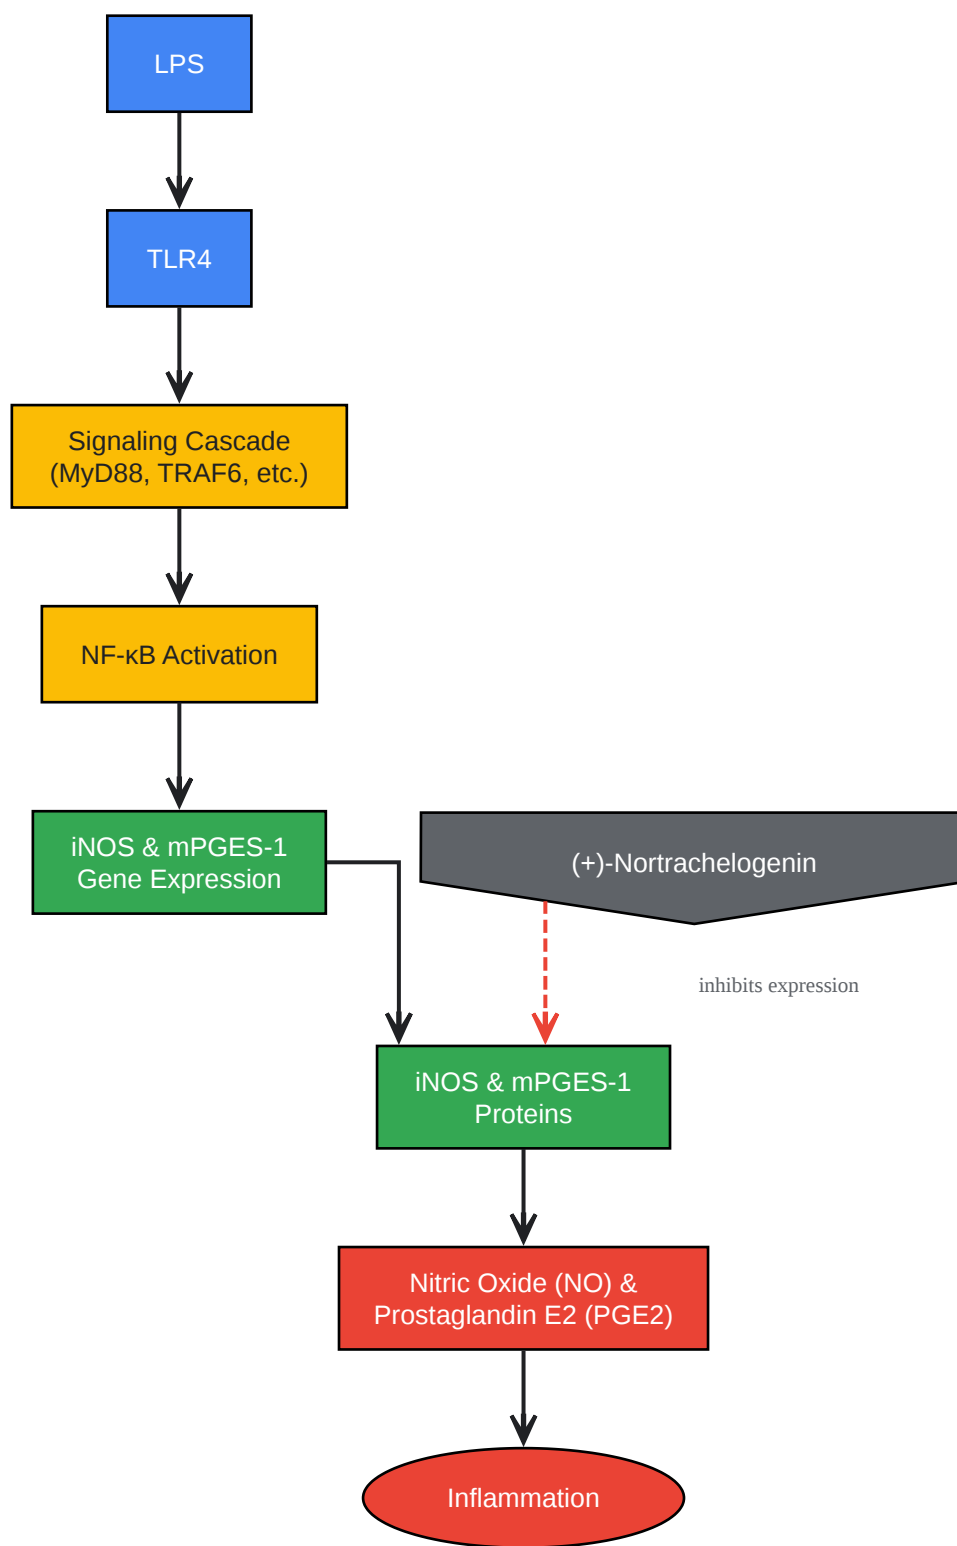 LPS
TLR4
Signaling Cascade
(MyD88, TRAF6, etc.)
NF-κB Activation
iNOS & mPGES-1
Gene Expression
(+)-Nortrachelogenin
inhibits expression
iNOS & mPGES-1
Proteins
Nitric Oxide (NO) &
Prostaglandin E2 (PGE2)
Inflammation